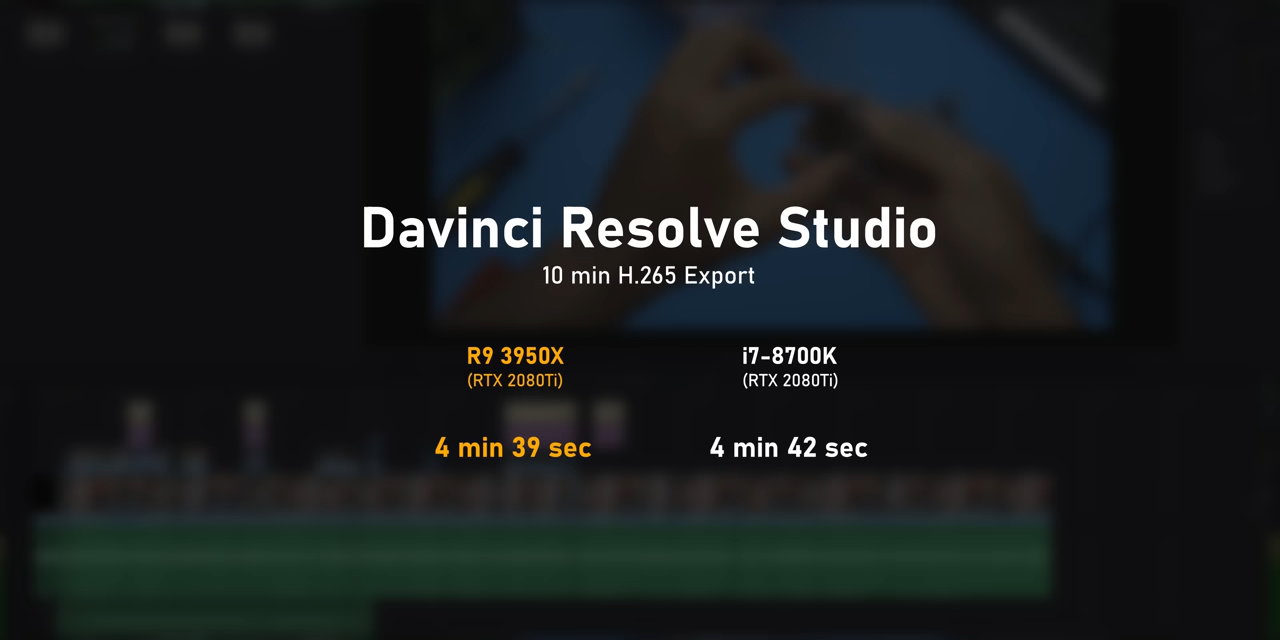 Davinci Resolve Studio
10 min H.265 Export
R9 3950X
(RTX 2080Ti)
4 min 39 sec
i7-8700K
(RTX 2080Ti)
4 min 42 sec